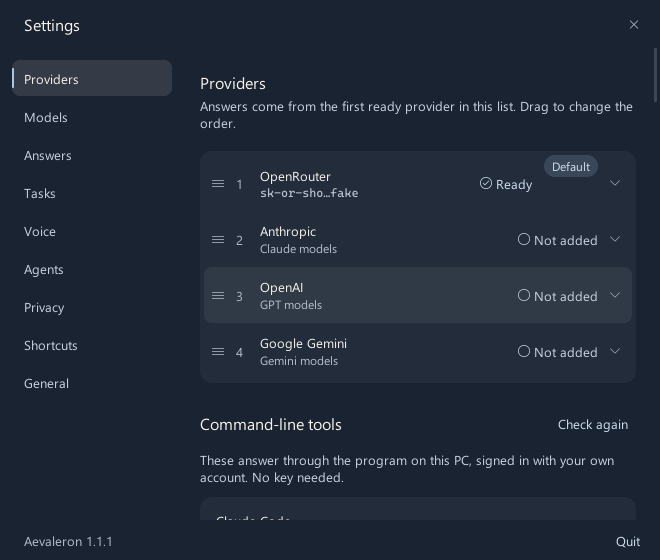 Settings
Providers
Models
Answers
Tasks
Voice
Agents
Privacy
Shortcuts
General
Providers
Answers come from the first ready provider in this list. Drag to change the
order.
1 OpenRouter Ready Default
sk-or-sho…fake
2 Anthropic Not added
Claude models
3 OpenAI Not added
GPT models
4 Google Gemini Not added
Gemini models
Command-line tools Check again
These answer through the program on this PC, signed in with your own
account. No key needed.
Claude Code
Aevaleron 1.1.1 Quit